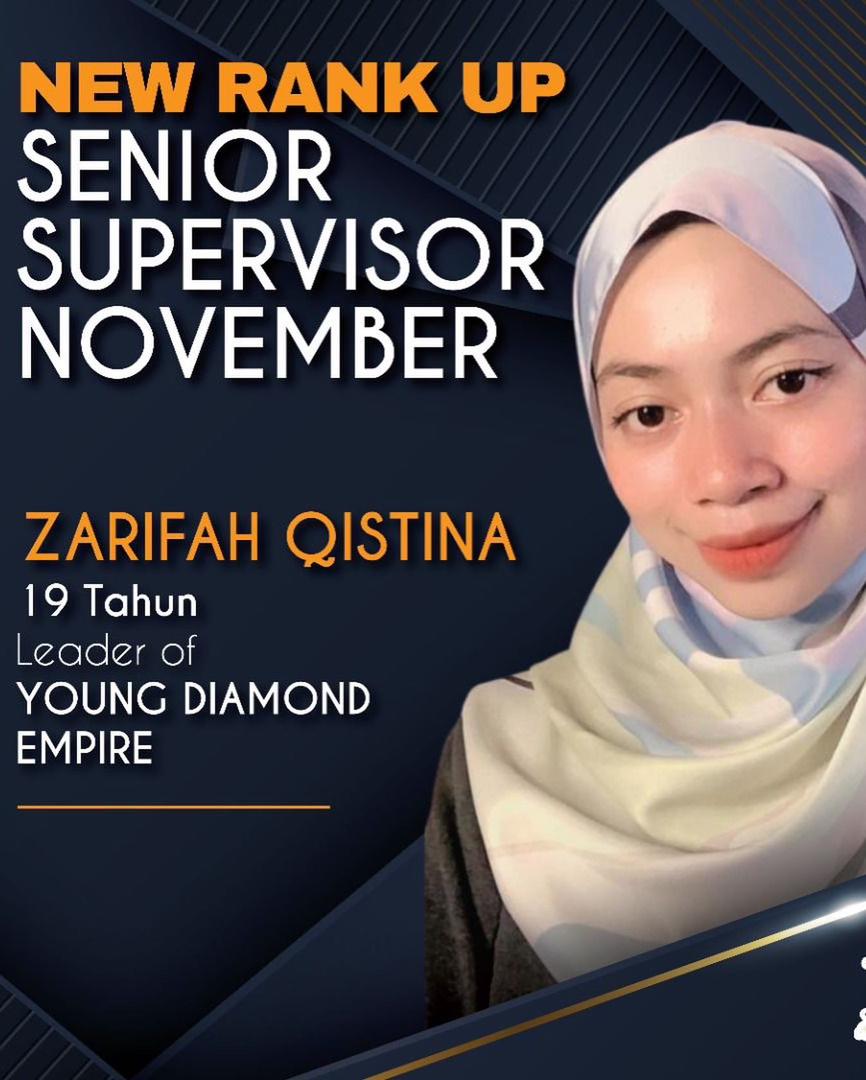 NEW RANK UP
SENIOR
SUPERVISOR
NOVEMBER
ZARIFAH QISTINA
19 Tahun
Leader of
YOUNG DIAMOND
EMPIRE